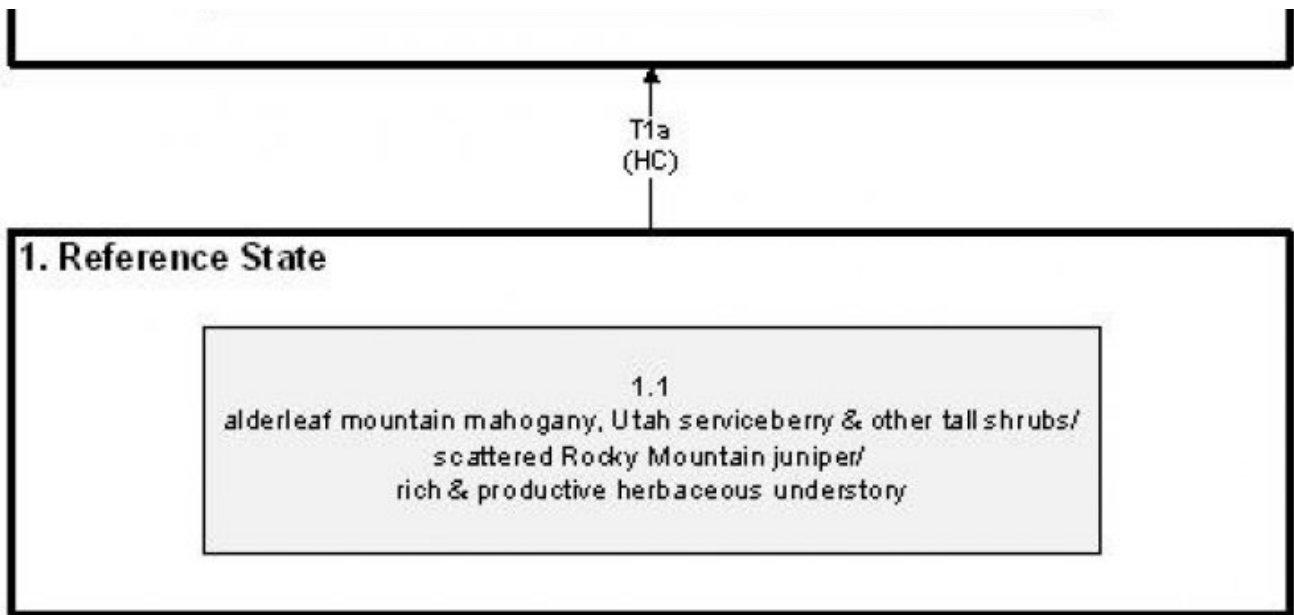 T1a
(HC)
1. Reference State
1.1
alderleaf mountain mahogany, Utah serviceberry & other tall shrubs/
scattered Rocky Mountain juniper/
rich & productive herbaceous understory